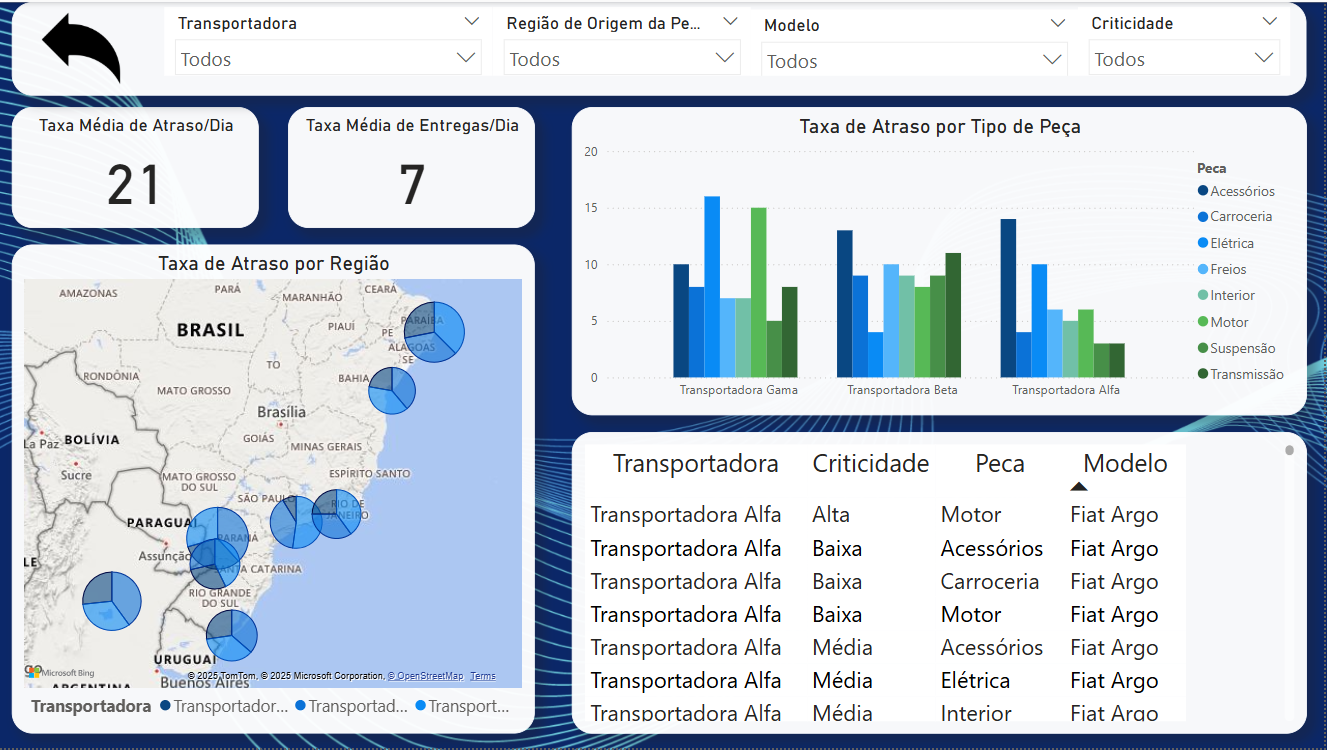 Transportadora
Todos
Região de Origem da Pe...
Todos
Modelo
Todos
Criticidade
Todos
Taxa Média de Atraso/Dia
21
Taxa Média de Entregas/Dia
7
Taxa de Atraso por Tipo de Peça
20
15
10
5
0
Transportadora Gama
Transportadora Beta
Transportadora Alfa
Peca
Acessórios
Carroceria
Elétrica
Freios
Interior
Motor
Suspensão
Transmissão
Taxa de Atraso por Região
AMAZONAS
PARÁ
MARANHÃO
CEARÁ
BRASIL
PIAUÍ
PARAÍBA
PE
ALAGOAS
SE
TO
RONDÔNIA
BAHIA
MATO GROSSO
Brasília
La Paz
BOLÍVIA
GOIÁS
MINAS GERAIS
Sucre
MATO GROSSO
DO SUL
ESPÍRITO SANTO
SÃO PAULO
RIO DE
JANEIRO
PARAGUAI
PARANÁ
Assunção
SANTA CATARINA
RIO GRANDE
DO SUL
URUGUAI
Buenos Aires
ARGENTINA
Microsoft Bing
© 2025 TomTom, © 2025 Microsoft Corporation, © OpenStreetMap Terms
Transportadora Transportador... Transportad... Transport...
Transportadora Criticidade Peca Modelo
Transportadora Alfa Alta Motor Fiat Argo
Transportadora Alfa Baixa Acessórios Fiat Argo
Transportadora Alfa Baixa Carroceria Fiat Argo
Transportadora Alfa Baixa Motor Fiat Argo
Transportadora Alfa Média Acessórios Fiat Argo
Transportadora Alfa Média Elétrica Fiat Argo
Transportadora Alfa Média Interior Fiat Argo